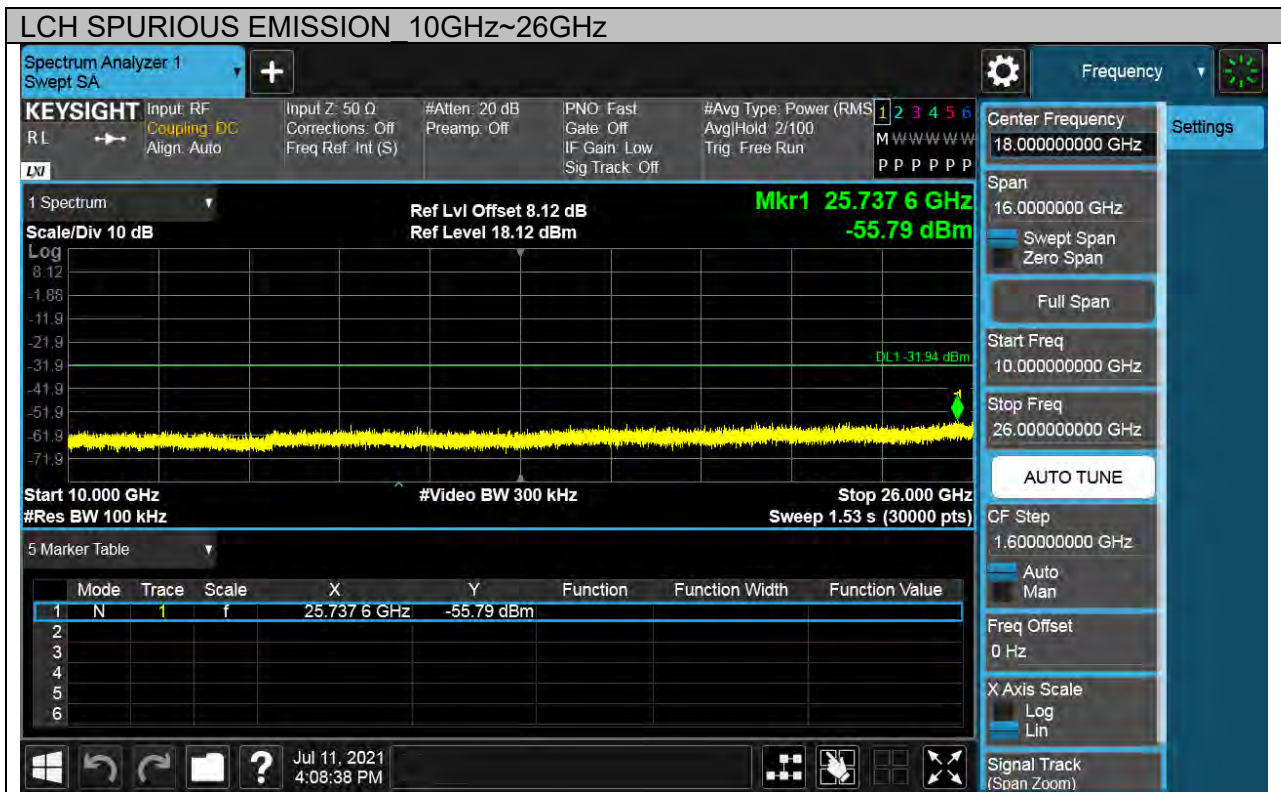 LCH SPURIOUS EMISSION_10GHz~26GHz
Spectrum Analyzer 1
Swept SA
+
Frequency
KEYSIGHT
RL
LXI
Input: RF
Coupling: DC
Align: Auto
Input Z: 50 Ω
Corrections: Off
Freq Ref: Int (S)
#Atten: 20 dB
Preamp: Off
PNO: Fast
Gate: Off
IF Gain: Low
Sig Track: Off
#Avg Type: Power (RMS
Avg|Hold: 2/100
Trig: Free Run
1 2 3 4 5 6
M W W W W W
P P P P P P
1 Spectrum
Scale/Div 10 dB
Ref Lvl Offset 8.12 dB
Ref Level 18.12 dBm
Mkr1 25.737 6 GHz
-55.79 dBm
Log
8.12
-1.88
-11.9
-21.9
-31.9
-41.9
-51.9
-61.9
-71.9
DL1 -31.94 dBm
1
Start 10.000 GHz
#Video BW 300 kHz
Stop 26.000 GHz
#Res BW 100 kHz
Sweep 1.53 s (30000 pts)
5 Marker Table
Mode Trace Scale X Y Function Function Width Function Value
1 N 1 f 25.737 6 GHz -55.79 dBm
2
3
4
5
6
?
Jul 11, 2021
4:08:38 PM
Center Frequency
18.000000000 GHz
Settings
Span
16.0000000 GHz
Swept Span
Zero Span
Full Span
Start Freq
10.000000000 GHz
Stop Freq
26.000000000 GHz
AUTO TUNE
CF Step
1.600000000 GHz
Auto
Man
Freq Offset
0 Hz
X Axis Scale
Log
Lin
Signal Track
(Span Zoom)